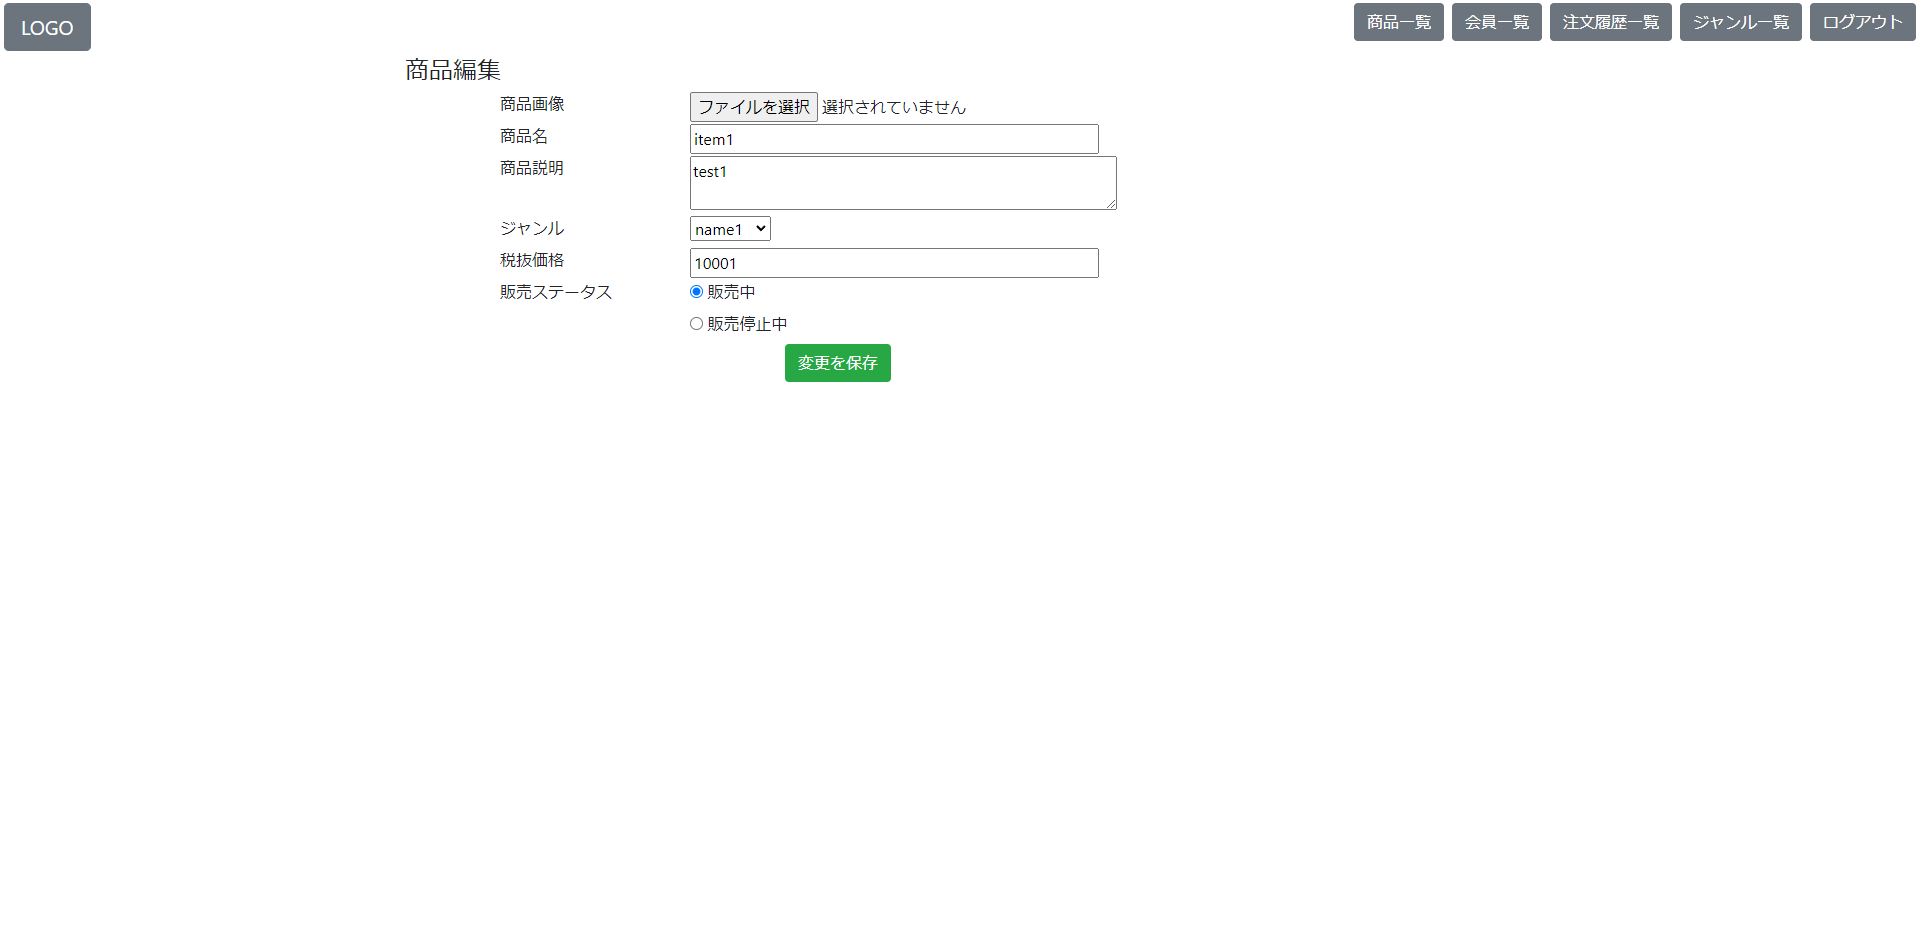 LOGO 商品一覧 会員一覧 注文履歴一覧 ジャンル一覧 ログアウト
商品編集
商品画像 ファイルを選択 選択されていません
商品名 item1
商品説明 test1
ジャンル name1
税抜価格 10001
販売ステータス 販売中
販売停止中
変更を保存